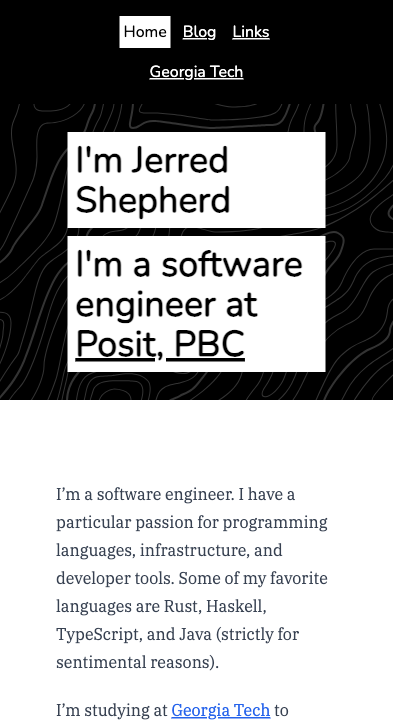 Home Blog Links
Georgia Tech
I'm Jerred
Shepherd
I'm a software
engineer at
Posit, PBC
I’m a software engineer. I have a
particular passion for programming
languages, infrastructure, and
developer tools. Some of my favorite
languages are Rust, Haskell,
TypeScript, and Java (strictly for
sentimental reasons).
I’m studying at Georgia Tech to